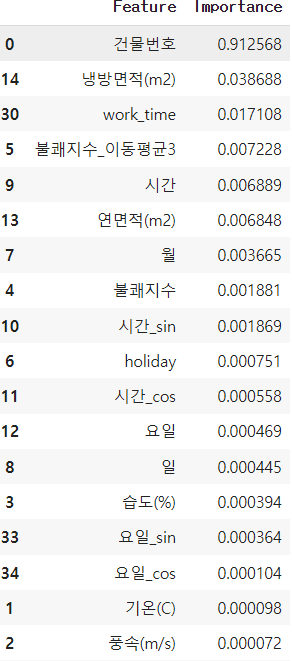 Feature Importance
0 건물번호 0.912568
14 냉방면적(m2) 0.038688
30 work_time 0.017108
5 불쾌지수_이동평균3 0.007228
9 시간 0.006889
13 연면적(m2) 0.006848
7 월 0.003665
4 불쾌지수 0.001881
10 시간_sin 0.001869
6 holiday 0.000751
11 시간_cos 0.000558
12 요일 0.000469
8 일 0.000445
3 습도(%) 0.000394
33 요일_sin 0.000364
34 요일_cos 0.000104
1 기온(C) 0.000098
2 풍속(m/s) 0.000072